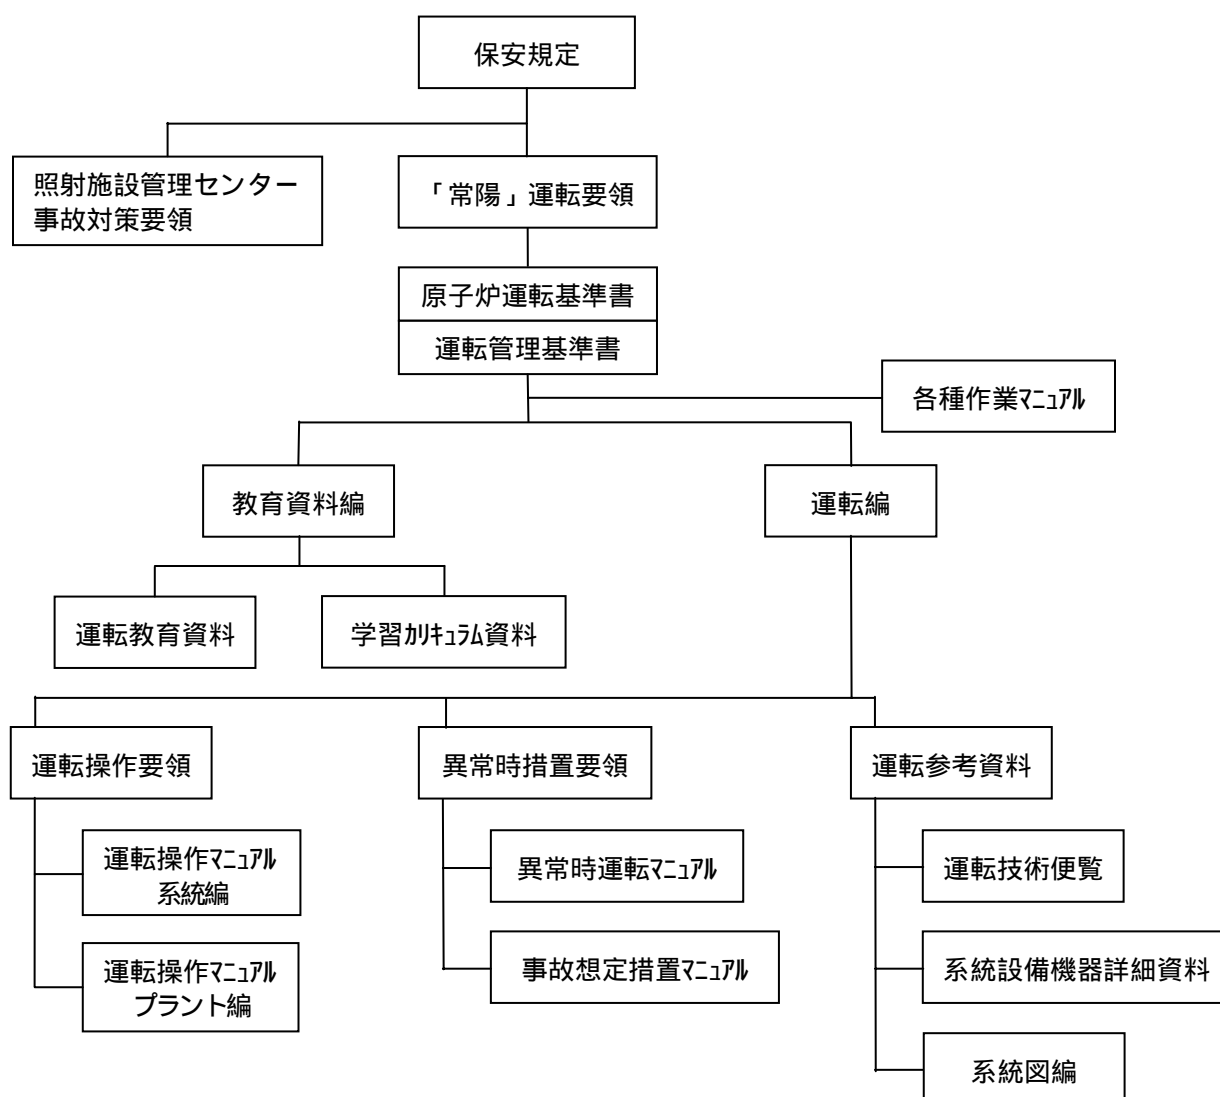 保安規定
照射施設管理センター
事故対策要領
「常陽」運転要領
原子炉運転基準書
運転管理基準書
各種作業ﾏﾆｭｱﾙ
教育資料編
運転編
運転教育資料
学習ｶﾘｷｭﾗﾑ資料
運転操作要領
異常時措置要領
運転参考資料
運転操作ﾏﾆｭｱﾙ
系統編
異常時運転ﾏﾆｭｱﾙ
運転技術便覧
運転操作ﾏﾆｭｱﾙ
プラント編
事故想定措置ﾏﾆｭｱﾙ
系統設備機器詳細資料
系統図編